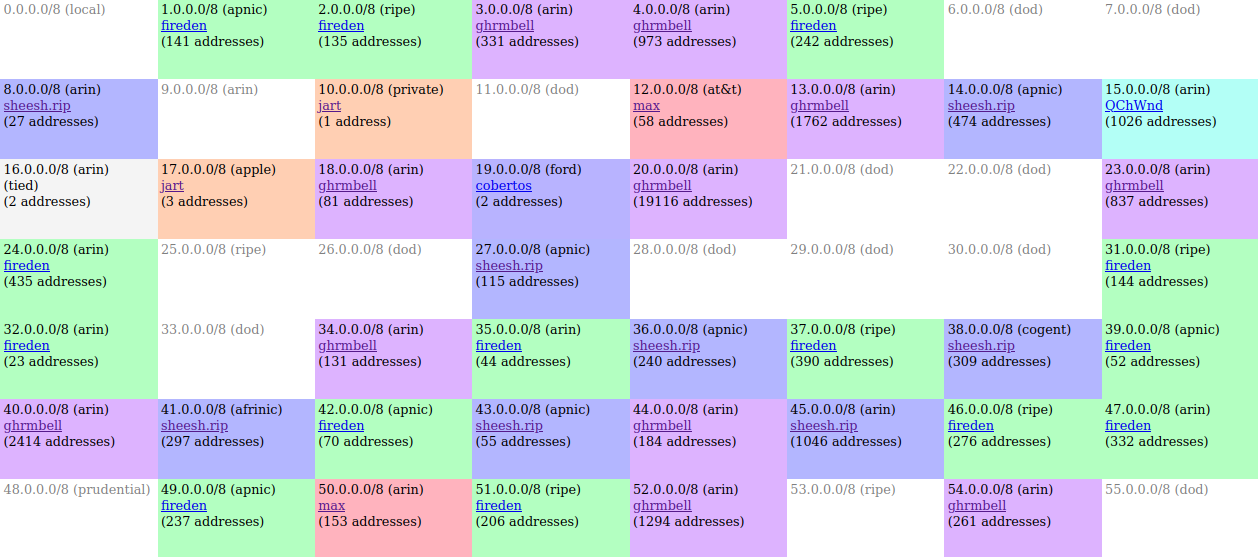 0.0.0.0/8 (local)
1.0.0.0/8 (apnic)
fireden
(141 addresses)
2.0.0.0/8 (ripe)
fireden
(135 addresses)
3.0.0.0/8 (arin)
ghrmbell
(331 addresses)
4.0.0.0/8 (arin)
ghrmbell
(973 addresses)
5.0.0.0/8 (ripe)
fireden
(242 addresses)
6.0.0.0/8 (dod)
7.0.0.0/8 (dod)
8.0.0.0/8 (arin)
sheesh.rip
(27 addresses)
9.0.0.0/8 (arin)
10.0.0.0/8 (private)
jart
(1 address)
11.0.0.0/8 (dod)
12.0.0.0/8 (at&t)
max
(58 addresses)
13.0.0.0/8 (arin)
ghrmbell
(1762 addresses)
14.0.0.0/8 (apnic)
sheesh.rip
(474 addresses)
15.0.0.0/8 (arin)
QChWnd
(1026 addresses)
16.0.0.0/8 (arin)
(tied)
(2 addresses)
17.0.0.0/8 (apple)
jart
(3 addresses)
18.0.0.0/8 (arin)
ghrmbell
(81 addresses)
19.0.0.0/8 (ford)
cobertos
(2 addresses)
20.0.0.0/8 (arin)
ghrmbell
(19116 addresses)
21.0.0.0/8 (dod)
22.0.0.0/8 (dod)
23.0.0.0/8 (arin)
ghrmbell
(837 addresses)
24.0.0.0/8 (arin)
fireden
(435 addresses)
25.0.0.0/8 (ripe)
26.0.0.0/8 (dod)
27.0.0.0/8 (apnic)
sheesh.rip
(115 addresses)
28.0.0.0/8 (dod)
29.0.0.0/8 (dod)
30.0.0.0/8 (dod)
31.0.0.0/8 (ripe)
fireden
(144 addresses)
32.0.0.0/8 (arin)
fireden
(23 addresses)
33.0.0.0/8 (dod)
34.0.0.0/8 (arin)
ghrmbell
(131 addresses)
35.0.0.0/8 (arin)
fireden
(44 addresses)
36.0.0.0/8 (apnic)
sheesh.rip
(240 addresses)
37.0.0.0/8 (ripe)
fireden
(390 addresses)
38.0.0.0/8 (cogent)
sheesh.rip
(309 addresses)
39.0.0.0/8 (apnic)
fireden
(52 addresses)
40.0.0.0/8 (arin)
ghrmbell
(2414 addresses)
41.0.0.0/8 (afrinic)
sheesh.rip
(297 addresses)
42.0.0.0/8 (apnic)
fireden
(70 addresses)
43.0.0.0/8 (apnic)
sheesh.rip
(55 addresses)
44.0.0.0/8 (arin)
ghrmbell
(184 addresses)
45.0.0.0/8 (arin)
sheesh.rip
(1046 addresses)
46.0.0.0/8 (ripe)
fireden
(276 addresses)
47.0.0.0/8 (arin)
fireden
(332 addresses)
48.0.0.0/8 (prudential)
49.0.0.0/8 (apnic)
fireden
(237 addresses)
50.0.0.0/8 (arin)
max
(153 addresses)
51.0.0.0/8 (ripe)
fireden
(206 addresses)
52.0.0.0/8 (arin)
ghrmbell
(1294 addresses)
53.0.0.0/8 (ripe)
54.0.0.0/8 (arin)
ghrmbell
(261 addresses)
55.0.0.0/8 (dod)